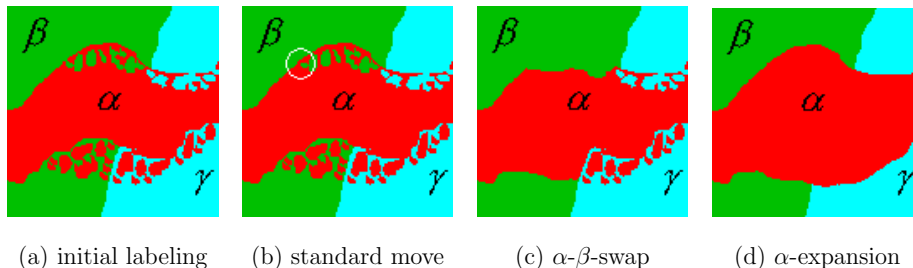 β β β β
α α α α
γ γ γ γ
(a) initial labeling (b) standard move (c) α-β-swap (d) α-expansion